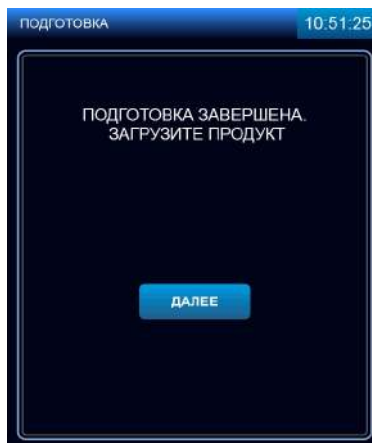 ПОДГОТОВКА
10:51:25
ПОДГОТОВКА ЗАВЕРШЕНА.
ЗАГРУЗИТЕ ПРОДУКТ
ДАЛЕЕ